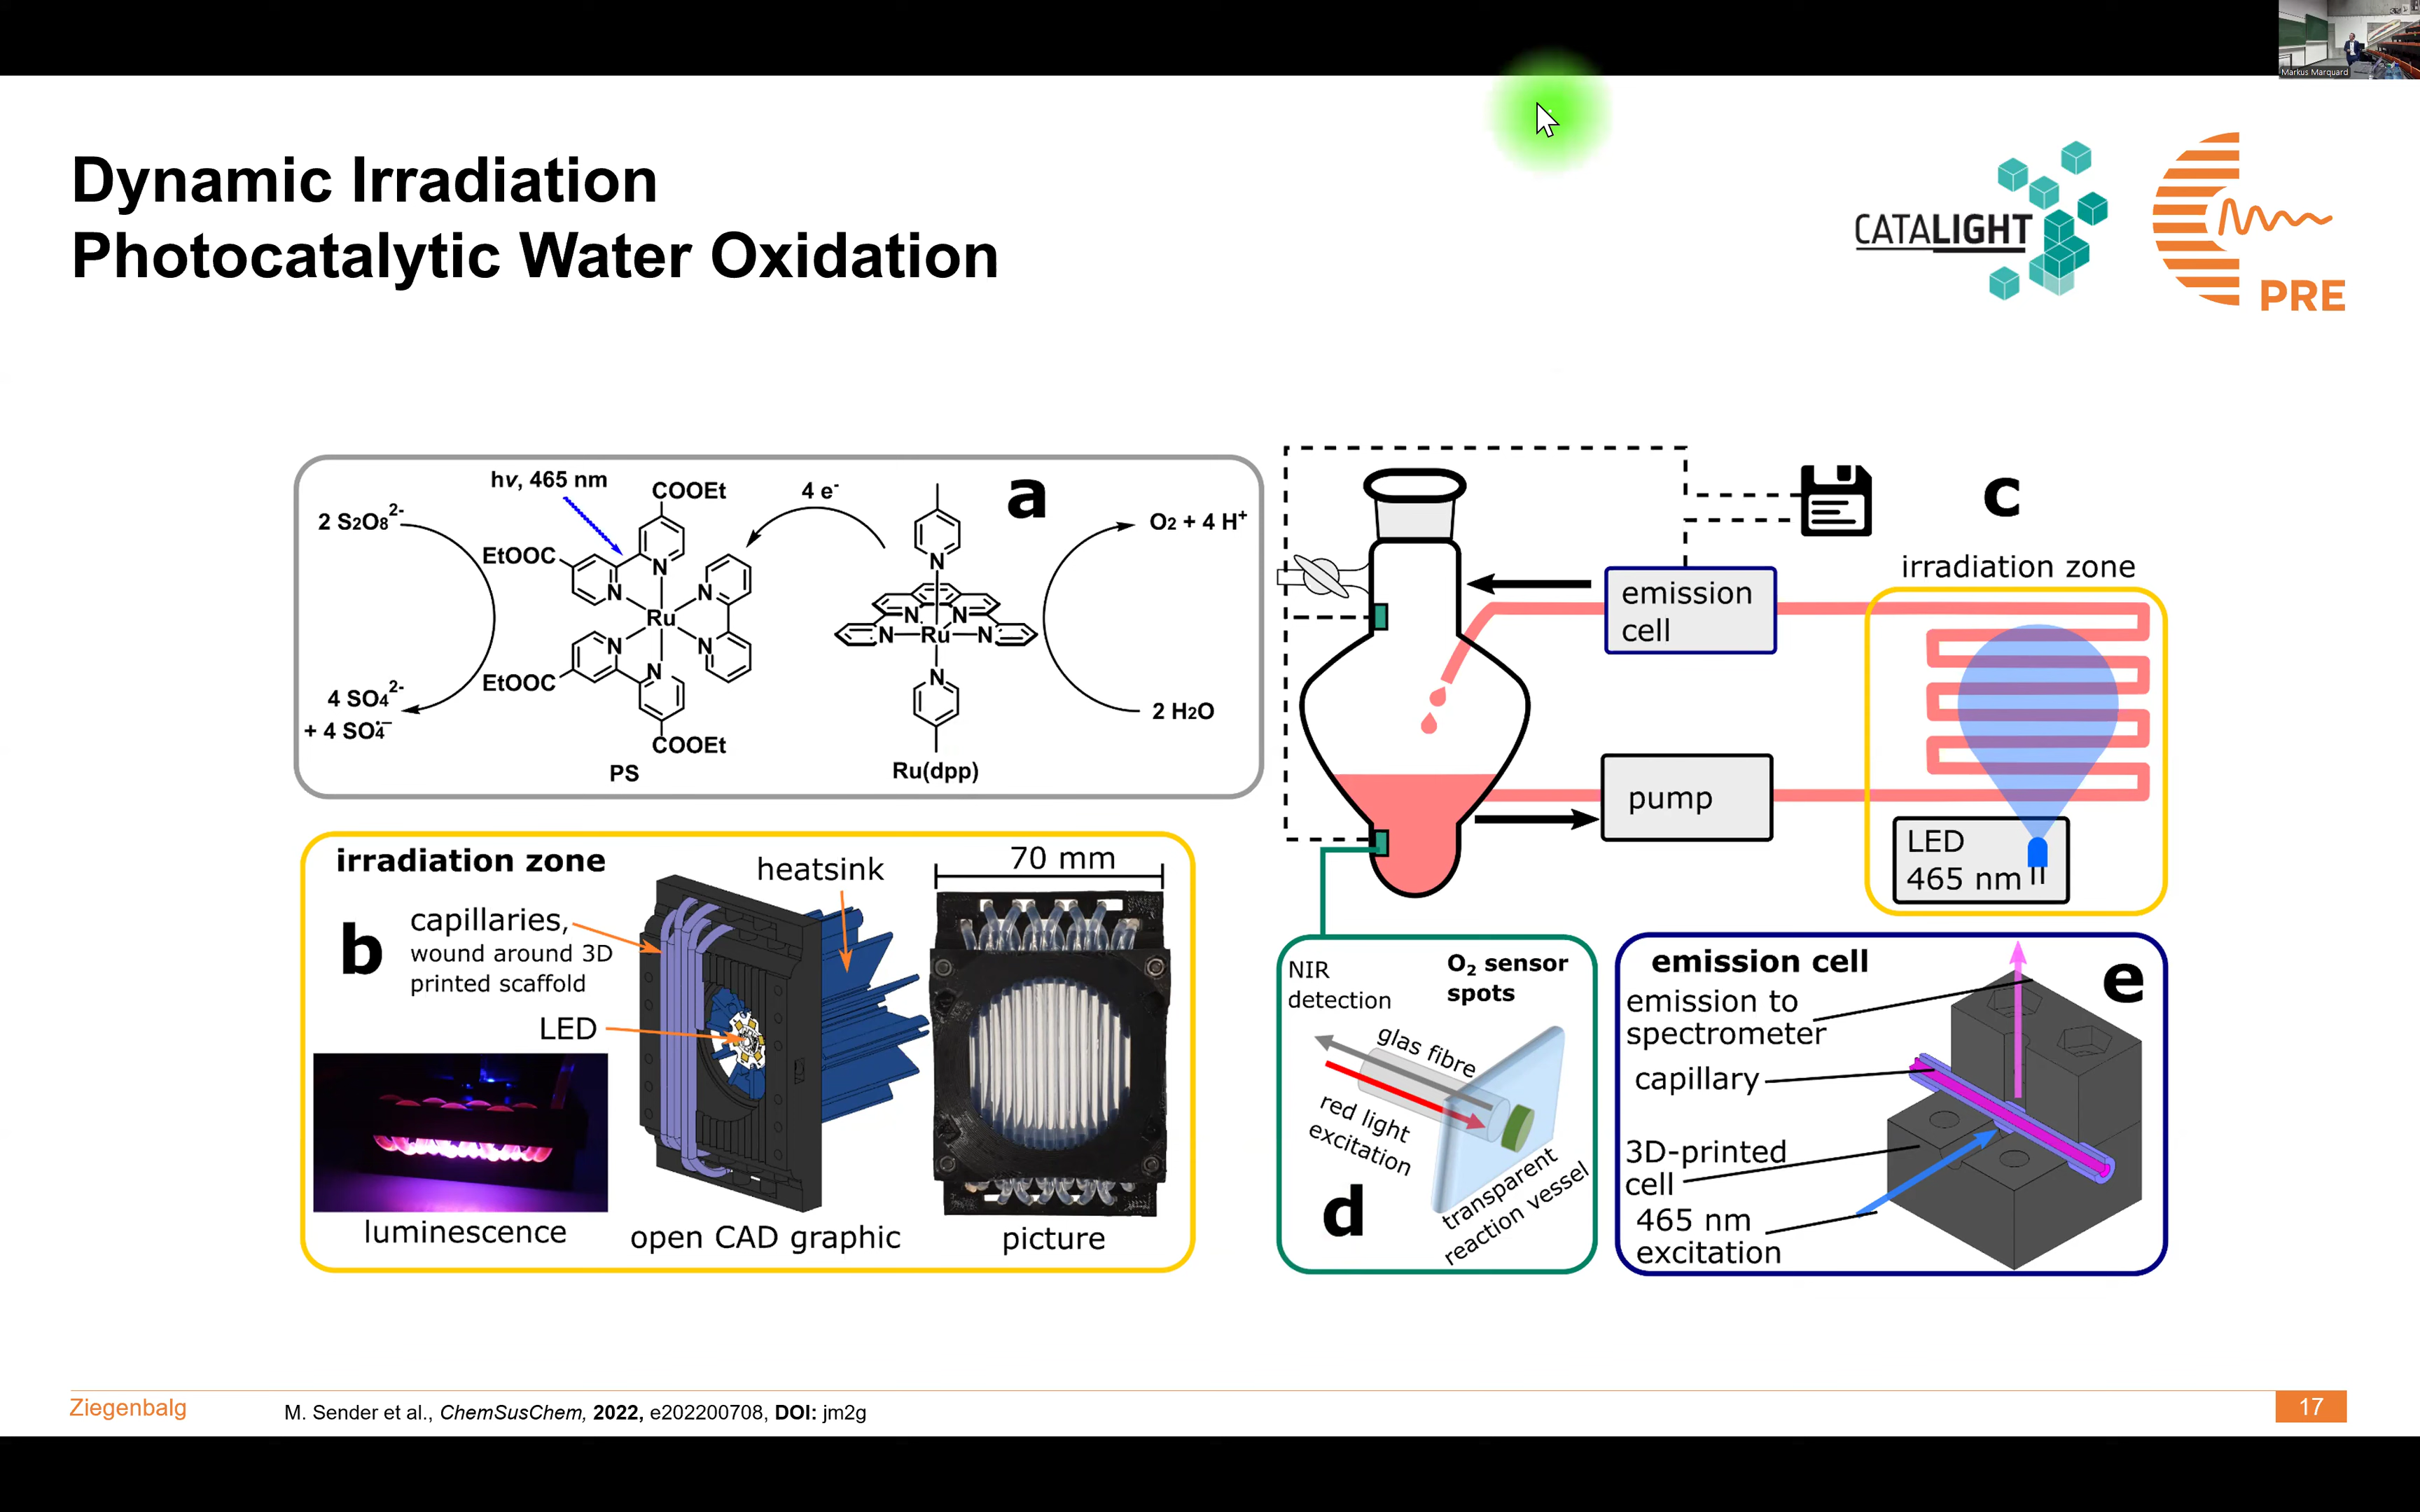 Markus Marquard
Dynamic Irradiation
Photocatalytic Water Oxidation
CATALIGHT
PRE
a
hv, 465 nm
2 S2O8 2-
4 SO4 2-
+ 4 SO4 •−
COOEt
EtOOC
N
N
N
N
Ru
N
N
EtOOC
COOEt
PS
4 e-
N
N
N
N
Ru
N
N
Ru(dpp)
O2 + 4 H+
2 H2O
b
irradiation zone
capillaries,
wound around 3D
printed scaffold
LED
heatsink
70 mm
luminescence
open CAD graphic
picture
c
irradiation zone
emission
cell
pump
LED
465 nm
d
NIR
detection
O2 sensor
spots
glas fibre
red light
excitation
transparent
reaction vessel
emission cell
e
emission to
spectrometer
capillary
3D-printed
cell
465 nm
excitation
Ziegenbalg
M. Sender et al., ChemSusChem, 2022, e202200708, DOI: jm2g
17